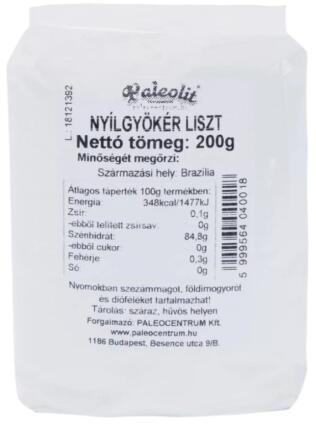 Paleolit
paleocentrum.hu
L: 18121392
NYÍLGYÖKÉR LISZT
Nettó tömeg: 200g
Minőségét megőrzi:
Származási hely: Brazília
Átlagos tápérték 100g termékben:
Energia: 348kcal/1477kJ
Zsír: 0,1g
-ebből telített zsírsav: 0g
Szénhidrát: 84,8g
-ebből cukor: 0g
Fehérje 0,3g
Só: 0g
5 999564 040018
Nyomokban szezámmagot, földimogyorót
és dióféleket tartalmazhat!
Tárolás: száraz, hűvös helyen
Forgalmazó: PALEOCENTRUM Kft.
www.paleocentrum.hu
1186 Budapest, Besence utca 9/B.